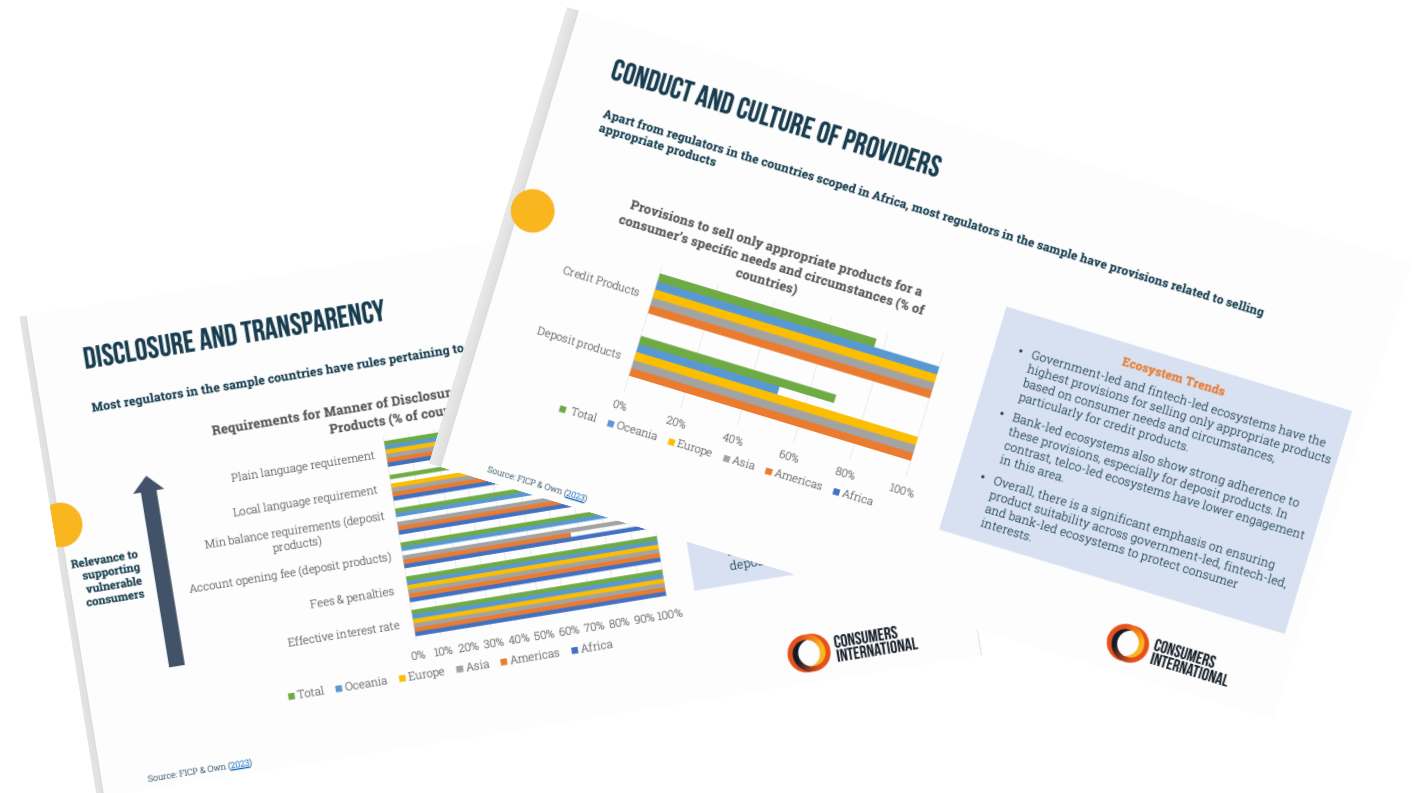 CONDUCT AND CULTURE OF PROVIDERS
Apart from regulators in the countries scoped in Africa, most regulators in the sample have provisions related to selling
appropriate products
Provisions to sell only appropriate products for a
consumer's specific needs and circumstances (% of
countries)
Credit Products
Deposit products
0% 20% 40% 60% 80% 100%
Total Oceania Europe Asia Americas Africa
Source: FICP & Own (2023)
Ecosystem Trends
• Government-led and fintech-led ecosystems have the
highest provisions for selling only appropriate products
based on consumer needs and circumstances,
particularly for credit products.
• Bank-led ecosystems also show strong adherence to
these provisions, especially for deposit products. In
contrast, telco-led ecosystems have lower engagement
in this area.
• Overall, there is a significant emphasis on ensuring
product suitability across government-led, fintech-led,
and bank-led ecosystems to protect consumer
interests.
CONSUMERS
INTERNATIONAL
DISCLOSURE AND TRANSPARENCY
Most regulators in the sample countries have rules pertaining to
Requirements for Manner of
Products (% of
Plain language requirement
Local language requirement
Min balance requirements (deposit
products)
Account opening fee (deposit products)
Fees & penalties
Effective interest rate
0% 10% 20% 30% 40% 50% 60% 70% 80% 90% 100%
Total Oceania Europe Asia Americas Africa
Relevance to
supporting
vulnerable
consumers
Source: FICP & Own (2023)
CONSUMERS
INTERNATIONAL